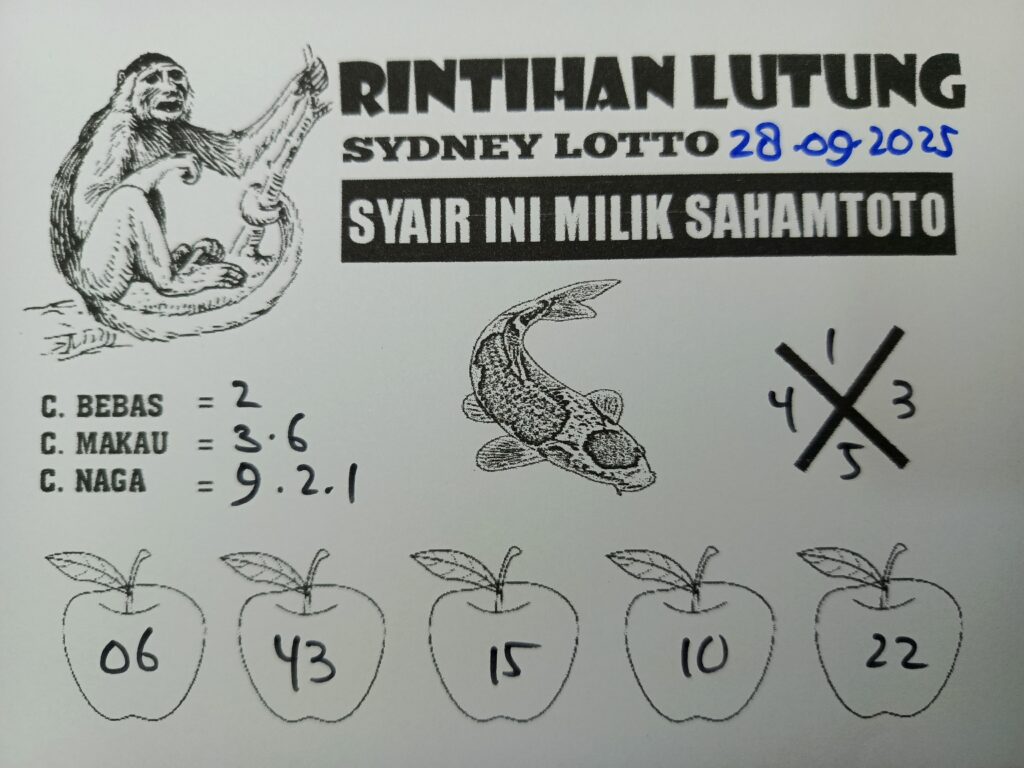 RINTIHAN LUTUNG
SYDNEY LOTTO 28-09-2025
SYAIR INI MILIK SAHAMTOTO
C. BEBAS = 2
C. MAKAU = 3.6
C. NAGA = 9.2.1
1
4 3
5
06 43 15 10 22